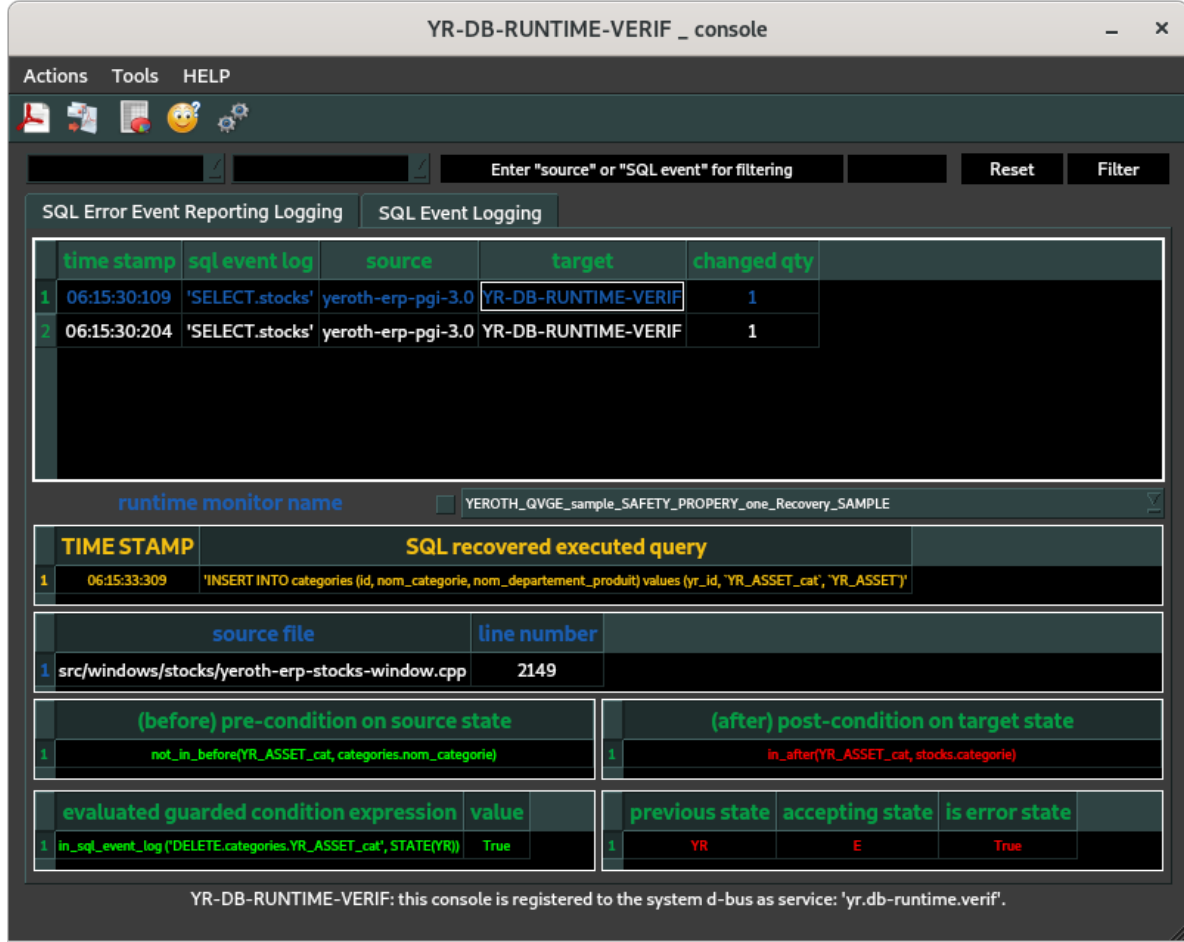 YR-DB-RUNTIME-VERIF _ console
Actions Tools HELP
Enter "source" or "SQL event" for filtering Reset Filter
SQL Error Event Reporting Logging SQL Event Logging
time stamp sql event log source target changed qty
1 06:15:30:109 'SELECT.stocks' yeroth-erp-pgi-3.0 YR-DB-RUNTIME-VERIF 1
2 06:15:30:204 'SELECT.stocks' yeroth-erp-pgi-3.0 YR-DB-RUNTIME-VERIF 1
runtime monitor name YEROTH_QVGE_sample_SAFETY_PROPERY_one_Recovery_SAMPLE
TIME STAMP SQL recovered executed query
1 06:15:33:309 'INSERT INTO categories (id, nom_categorie, nom_departement_produit) values (yr_id, `YR_ASSET_cat`, `YR_ASSET`)'
source file line number
1 src/windows/stocks/yeroth-erp-stocks-window.cpp 2149
(before) pre-condition on source state (after) post-condition on target state
1 not_in_before(YR_ASSET_cat, categories.nom_categorie) 1 in_after(YR_ASSET_cat, stocks.categorie)
evaluated guarded condition expression value previous state accepting state is error state
1 in_sql_event_log ('DELETE.categories.YR_ASSET_cat', STATE(YR)) True 1 YR E True
YR-DB-RUNTIME-VERIF: this console is registered to the system d-bus as service: 'yr.db-runtime.verif'.